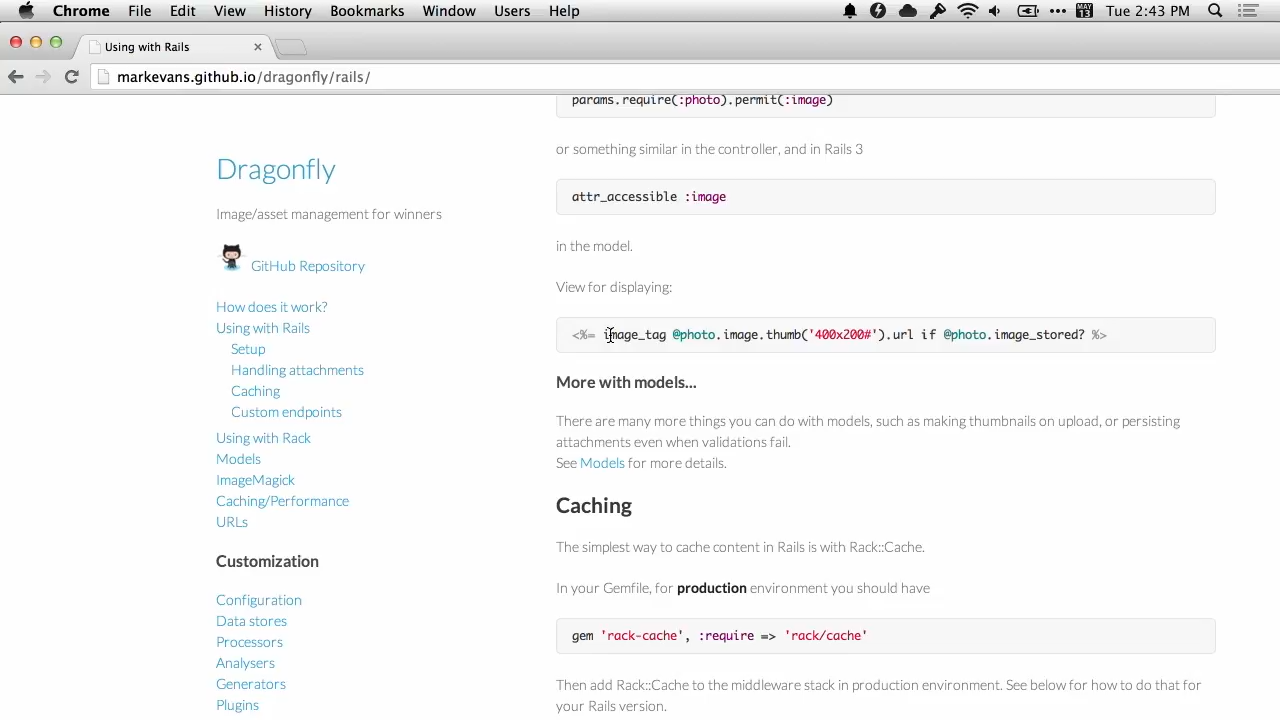 Chrome File Edit View History Bookmarks Window Users Help
MAY 13 Tue 2:43 PM
Using with Rails
markevans.github.io/dragonfly/rails/
params.require(:photo).permit(:image)
or something similar in the controller, and in Rails 3
attr_accessible :image
in the model.
View for displaying:
<%= image_tag @photo.image.thumb('400x200#').url if @photo.image_stored? %>
More with models...
There are many more things you can do with models, such as making thumbnails on upload, or persisting
attachments even when validations fail.
See Models for more details.
Caching
The simplest way to cache content in Rails is with Rack::Cache.
In your Gemfile, for production environment you should have
gem 'rack-cache', :require => 'rack/cache'
Then add Rack::Cache to the middleware stack in production environment. See below for how to do that for
your Rails version.
Dragonfly
Image/asset management for winners
GitHub Repository
How does it work?
Using with Rails
Setup
Handling attachments
Caching
Custom endpoints
Using with Rack
Models
ImageMagick
Caching/Performance
URLs
Customization
Configuration
Data stores
Processors
Analysers
Generators
Plugins